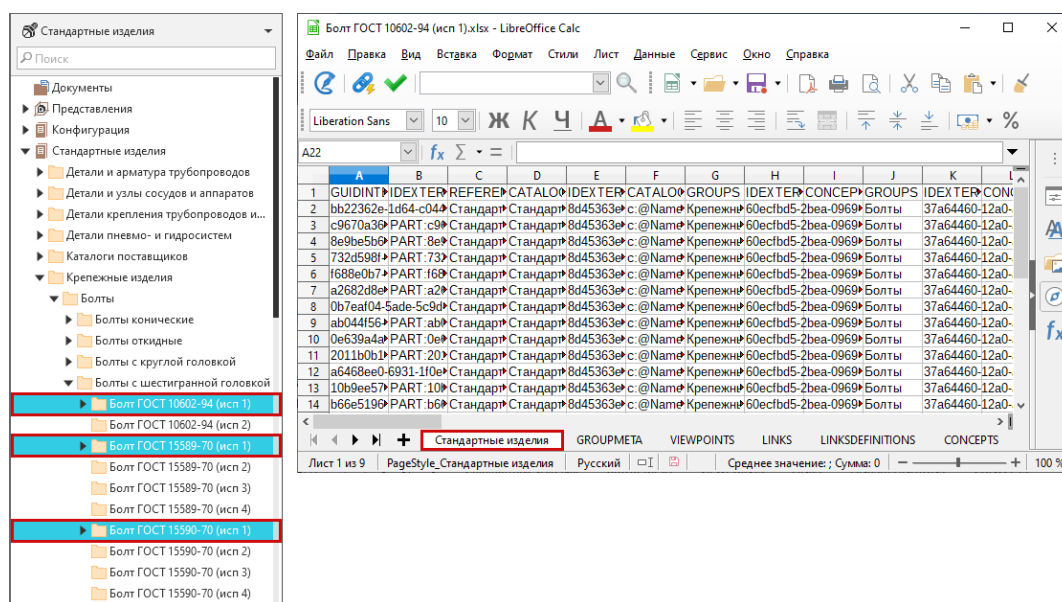 Стандартные изделия
Поиск
Документы
Представления
Конфигурация
Стандартные изделия
Детали и арматура трубопроводов
Детали и узлы сосудов и аппаратов
Детали крепления трубопроводов и...
Детали пневмо- и гидросистем
Каталоги поставщиков
Крепежные изделия
Болты
Болты конические
Болты откидные
Болты с круглой головкой
Болты с шестигранной головкой
Болт ГОСТ 10602-94 (исп 1)
Болт ГОСТ 10602-94 (исп 2)
Болт ГОСТ 15589-70 (исп 1)
Болт ГОСТ 15589-70 (исп 2)
Болт ГОСТ 15589-70 (исп 3)
Болт ГОСТ 15589-70 (исп 4)
Болт ГОСТ 15590-70 (исп 1)
Болт ГОСТ 15590-70 (исп 2)
Болт ГОСТ 15590-70 (исп 3)
Болт ГОСТ 15590-70 (исп 4)
Болт ГОСТ 10602-94 (исп 1).xlsx - LibreOffice Calc
Файл Правка Вид Вставка Формат Стили Лист Данные Сервис Окно Справка
Liberation Sans 10 Ж К Ч А %
A22 fx Σ =
A B C D E F G H I J K L
1 GUIDINT IDEXTER REFEREN CATALO IDEXTER CATALO GROUPS IDEXTER CONCEP GROUPS IDEXTER CON
2 bb22362e-1d64-c044 Стандарт Стандарт 8d45363e c:@Name Крепежн 60ecfbd5-2bea-0969 Болты 37a64460-12a0-
3 c9670a36 PART:c9 Стандарт Стандарт 8d45363e c:@Name Крепежн 60ecfbd5-2bea-0969 Болты 37a64460-12a0-
4 8e9be5b6 PART:8e Стандарт Стандарт 8d45363e c:@Name Крепежн 60ecfbd5-2bea-0969 Болты 37a64460-12a0-
5 732d598f- PART:73 Стандарт Стандарт 8d45363e c:@Name Крепежн 60ecfbd5-2bea-0969 Болты 37a64460-12a0-
6 f688e0b7- PART:f68 Стандарт Стандарт 8d45363e c:@Name Крепежн 60ecfbd5-2bea-0969 Болты 37a64460-12a0-
7 a2682d8e PART:a2 Стандарт Стандарт 8d45363e c:@Name Крепежн 60ecfbd5-2bea-0969 Болты 37a64460-12a0-
8 0b7eaf04-5ade-5c9d Стандарт Стандарт 8d45363e c:@Name Крепежн 60ecfbd5-2bea-0969 Болты 37a64460-12a0-
9 ab044f56 PART:ab Стандарт Стандарт 8d45363e c:@Name Крепежн 60ecfbd5-2bea-0969 Болты 37a64460-12a0-
10 0e639a4a PART:0e Стандарт Стандарт 8d45363e c:@Name Крепежн 60ecfbd5-2bea-0969 Болты 37a64460-12a0-
11 2011b0b1 PART:20 Стандарт Стандарт 8d45363e c:@Name Крепежн 60ecfbd5-2bea-0969 Болты 37a64460-12a0-
12 a6468ee0-6931-1f0e Стандарт Стандарт 8d45363e c:@Name Крепежн 60ecfbd5-2bea-0969 Болты 37a64460-12a0-
13 10b9ee57 PART:10 Стандарт Стандарт 8d45363e c:@Name Крепежн 60ecfbd5-2bea-0969 Болты 37a64460-12a0-
14 b66e5196 PART:b6 Стандарт Стандарт 8d45363e c:@Name Крепежн 60ecfbd5-2bea-0969 Болты 37a64460-12a0-
Стандартные изделия GROUPMETA VIEWPOINTS LINKS LINKSDEFINITIONS CONCEPTS
Лист 1 из 9 PageStyle_Стандартные изделия Русский Среднее значение: ; Сумма: 0 100 %